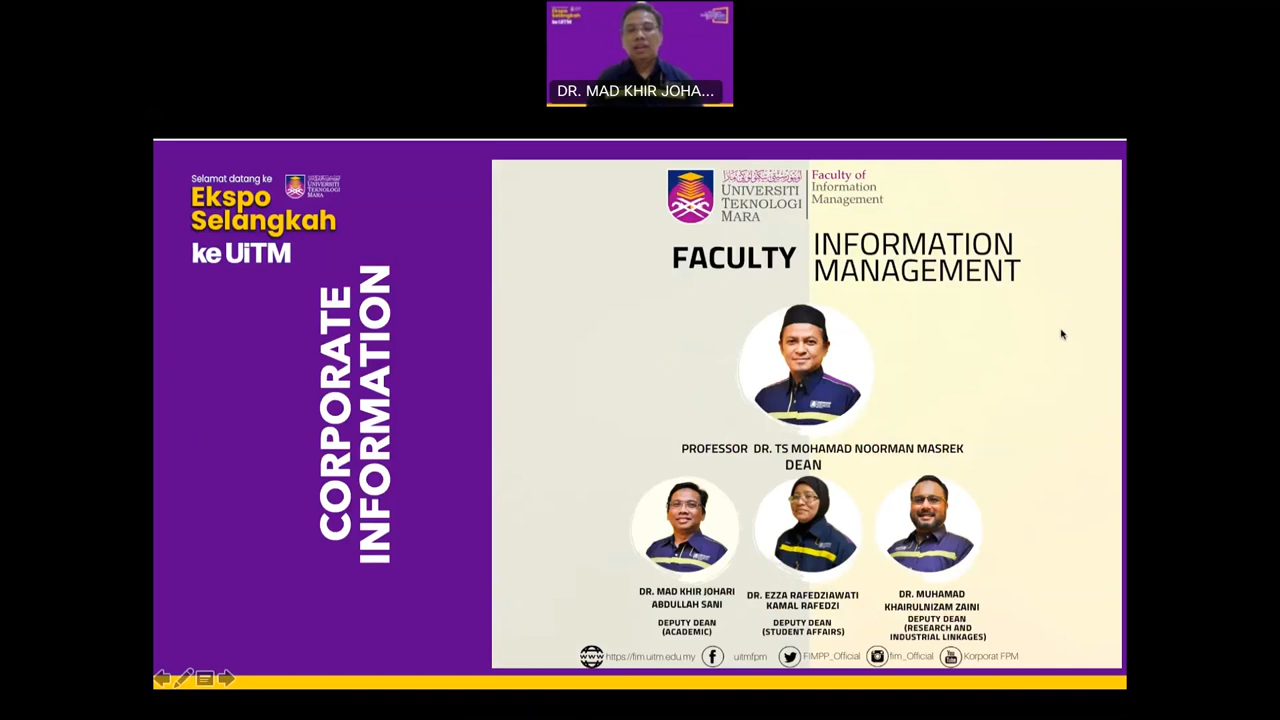 DR. MAD KHIR JOHA...
Selamat datang ke
Ekspo
Selangkah
ke UiTM
UNIVERSITI
TEKNOLOGI
MARA
CORPORATE
INFORMATION
UNIVERSITI
TEKNOLOGI
MARA
Faculty of
Information
Management
FACULTY
INFORMATION
MANAGEMENT
PROFESSOR DR. TS MOHAMAD NOORMAN MASREK
DEAN
DR. MAD KHIR JOHARI
ABDULLAH SANI
DEPUTY DEAN
(ACADEMIC)
DR. EZZA RAFEDZIAWATI
KAMAL RAFEDZI
DEPUTY DEAN
(STUDENT AFFAIRS)
DR. MUHAMAD
KHAIRULNIZAM ZAINI
DEPUTY DEAN
(RESEARCH AND
INDUSTRIAL LINKAGES)
https://fim.uitm.edu.my uitmfpm FIMPP_Official fim_Official Korporat FPM